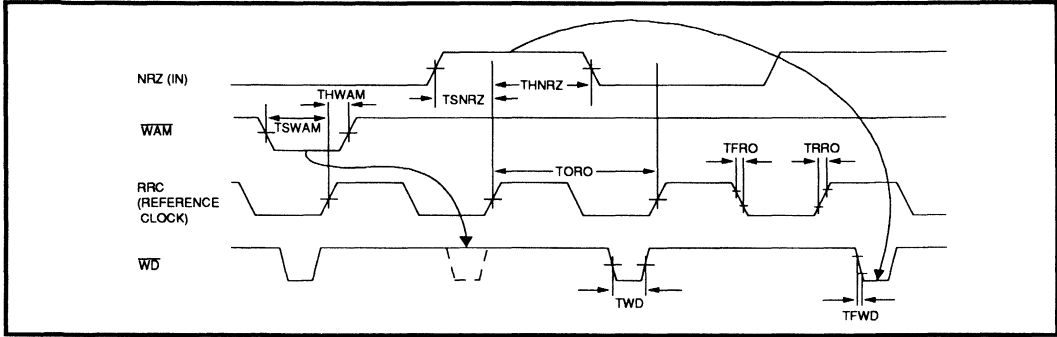 NRZ (IN)
THNRZ
TSNRZ
THWAM
WAM
TSWAM
TFRO
TRRO
TORO
RRC
(REFERENCE
CLOCK)
WD
TWD
TFWD